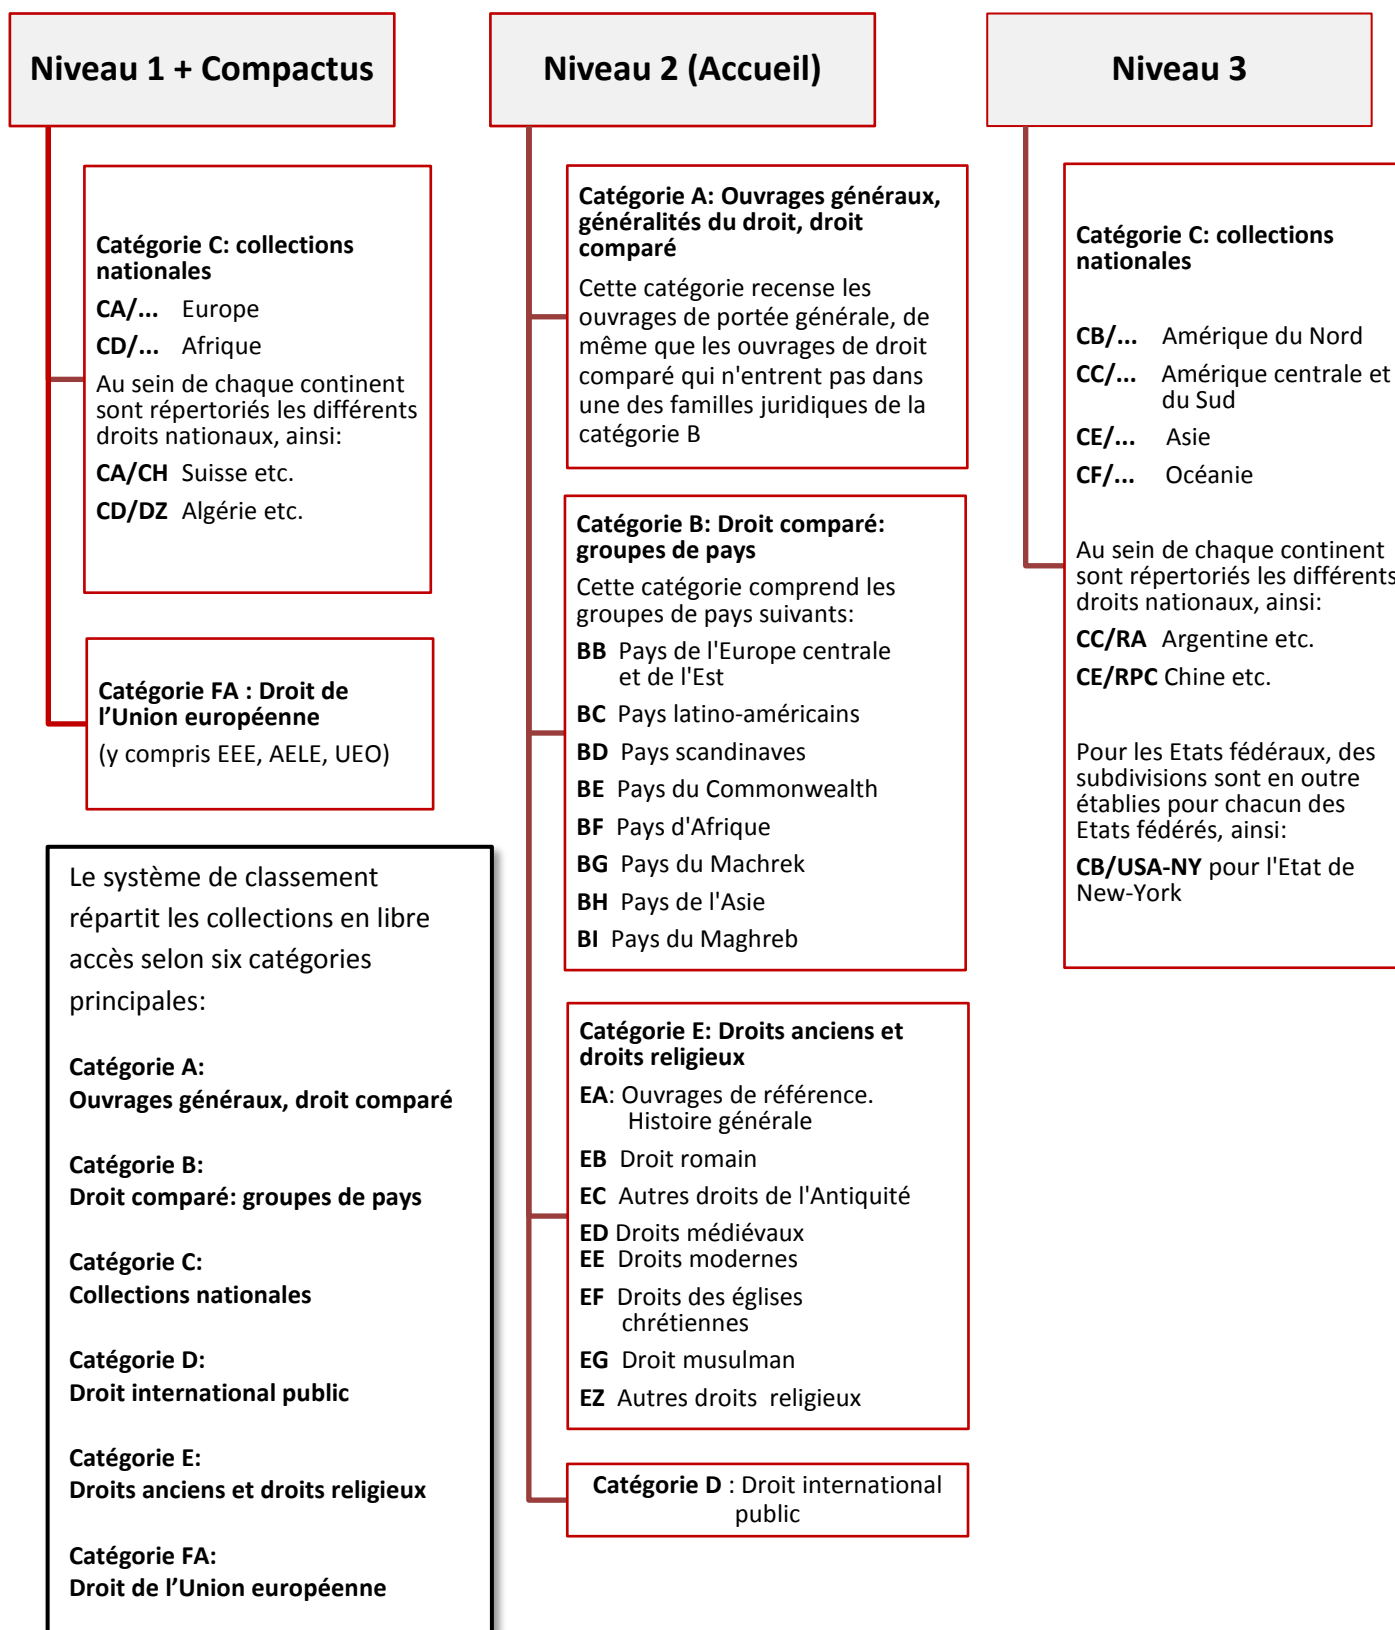 Niveau 1 + Compactus
Catégorie C: collections
nationales
CA/... Europe
CD/... Afrique
Au sein de chaque continent
sont répertoriés les différents
droits nationaux, ainsi:
CA/CH Suisse etc.
CD/DZ Algérie etc.
Catégorie FA : Droit de
l’Union européenne
(y compris EEE, AELE, UEO)
Le système de classement
répartit les collections en libre
accès selon six catégories
principales:
Catégorie A:
Ouvrages généraux, droit comparé
Catégorie B:
Droit comparé: groupes de pays
Catégorie C:
Collections nationales
Catégorie D:
Droit international public
Catégorie E:
Droits anciens et droits religieux
Catégorie FA:
Droit de l’Union européenne
Niveau 2 (Accueil)
Catégorie A: Ouvrages généraux,
généralités du droit, droit
comparé
Cette catégorie recense les
ouvrages de portée générale, de
même que les ouvrages de droit
comparé qui n'entrent pas dans
une des familles juridiques de la
catégorie B
Catégorie B: Droit comparé:
groupes de pays
Cette catégorie comprend les
groupes de pays suivants:
BB Pays de l'Europe centrale
et de l'Est
BC Pays latino-américains
BD Pays scandinaves
BE Pays du Commonwealth
BF Pays d'Afrique
BG Pays du Machrek
BH Pays de l'Asie
BI Pays du Maghreb
Catégorie E: Droits anciens et
droits religieux
EA: Ouvrages de référence.
Histoire générale
EB Droit romain
EC Autres droits de l'Antiquité
ED Droits médiévaux
EE Droits modernes
EF Droits des églises
chrétiennes
EG Droit musulman
EZ Autres droits religieux
Catégorie D : Droit international
public
Niveau 3
Catégorie C: collections
nationales
CB/... Amérique du Nord
CC/... Amérique centrale et
du Sud
CE/... Asie
CF/... Océanie
Au sein de chaque continent
sont répertoriés les différents
droits nationaux, ainsi:
CC/RA Argentine etc.
CE/RPC Chine etc.
Pour les Etats fédéraux, des
subdivisions sont en outre
établies pour chacun des
Etats fédérés, ainsi:
CB/USA-NY pour l'Etat de
New-York